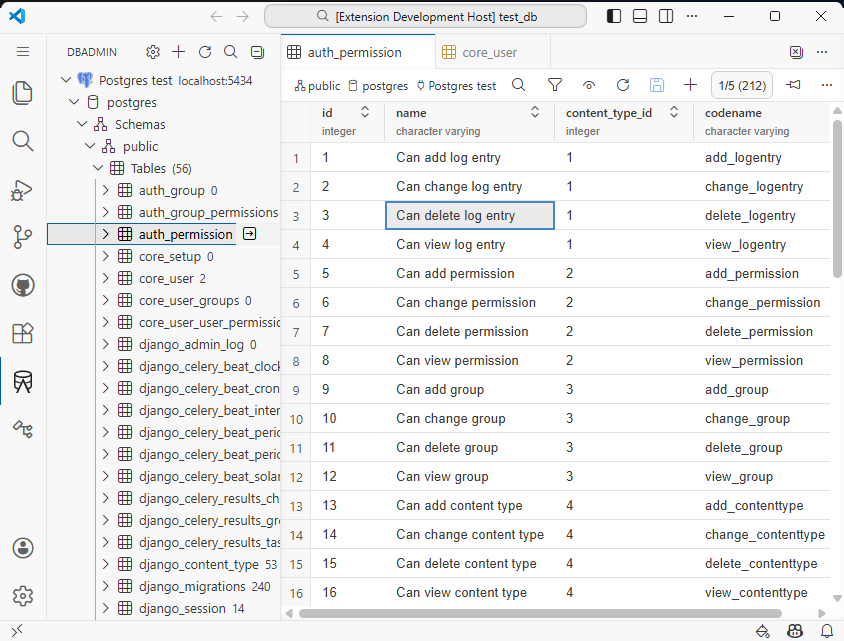 [Extension Development Host] test_db
DBADMIN
auth_permission
core_user
Postgres test localhost:5434
postgres
Schemas
public
Tables (56)
auth_group 0
auth_group_permissions
auth_permission
core_setup 0
core_user 2
core_user_groups 0
core_user_user_permissic
django_admin_log 0
django_celery_beat_clock
django_celery_beat_cron
django_celery_beat_inter
django_celery_beat_peric
django_celery_beat_peric
django_celery_beat_solar
django_celery_results_ch
django_celery_results_gr
django_celery_results_tas
django_content_type 53
django_migrations 240
django_session 14
public postgres Postgres test 1/5 (212)
id name content_type_id codename
integer character varying integer character varying
1 1 Can add log entry 1 add_logentry
2 2 Can change log entry 1 change_logentry
3 3 Can delete log entry 1 delete_logentry
4 4 Can view log entry 1 view_logentry
5 5 Can add permission 2 add_permission
6 6 Can change permission 2 change_permission
7 7 Can delete permission 2 delete_permission
8 8 Can view permission 2 view_permission
9 9 Can add group 3 add_group
10 10 Can change group 3 change_group
11 11 Can delete group 3 delete_group
12 12 Can view group 3 view_group
13 13 Can add content type 4 add_contenttype
14 14 Can change content type 4 change_contenttype
15 15 Can delete content type 4 delete_contenttype
16 16 Can view content type 4 view_contenttype